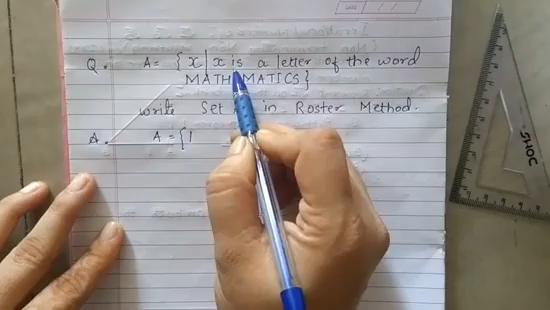 Q. A = { x | x is a letter of the word
MATHEMATICS }
write Set in Roster Method.
A. A = {
SHOC